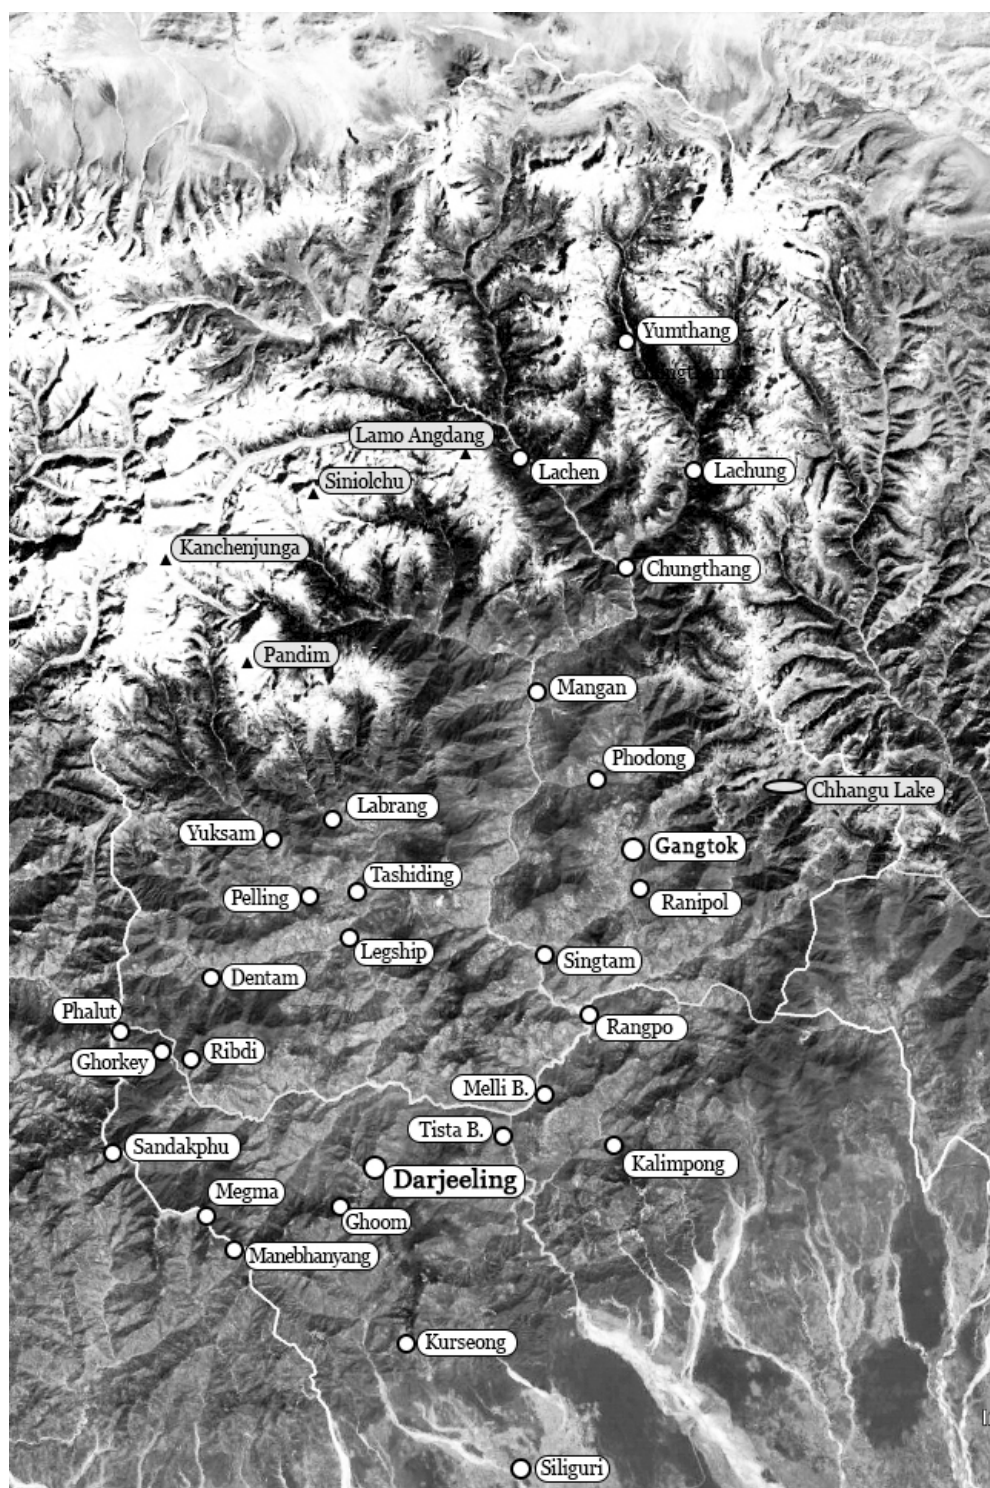 Yumthang
Chungthang
Lamo Angdang
Lachen
Lachung
Siniolchu
Kanchenjunga
Chungthang
Pandim
Mangan
Phodong
Chhangu Lake
Labrang
Yuksam
Gangtok
Tashiding
Pelling
Ranipol
Legship
Singtam
Dentam
Phalut
Rangpo
Ghorkey
Ribdi
Melli B.
Tista B.
Sandakphu
Kalimpong
Darjeeling
Megma
Ghoom
Manebhanyang
Kurseong
Siliguri